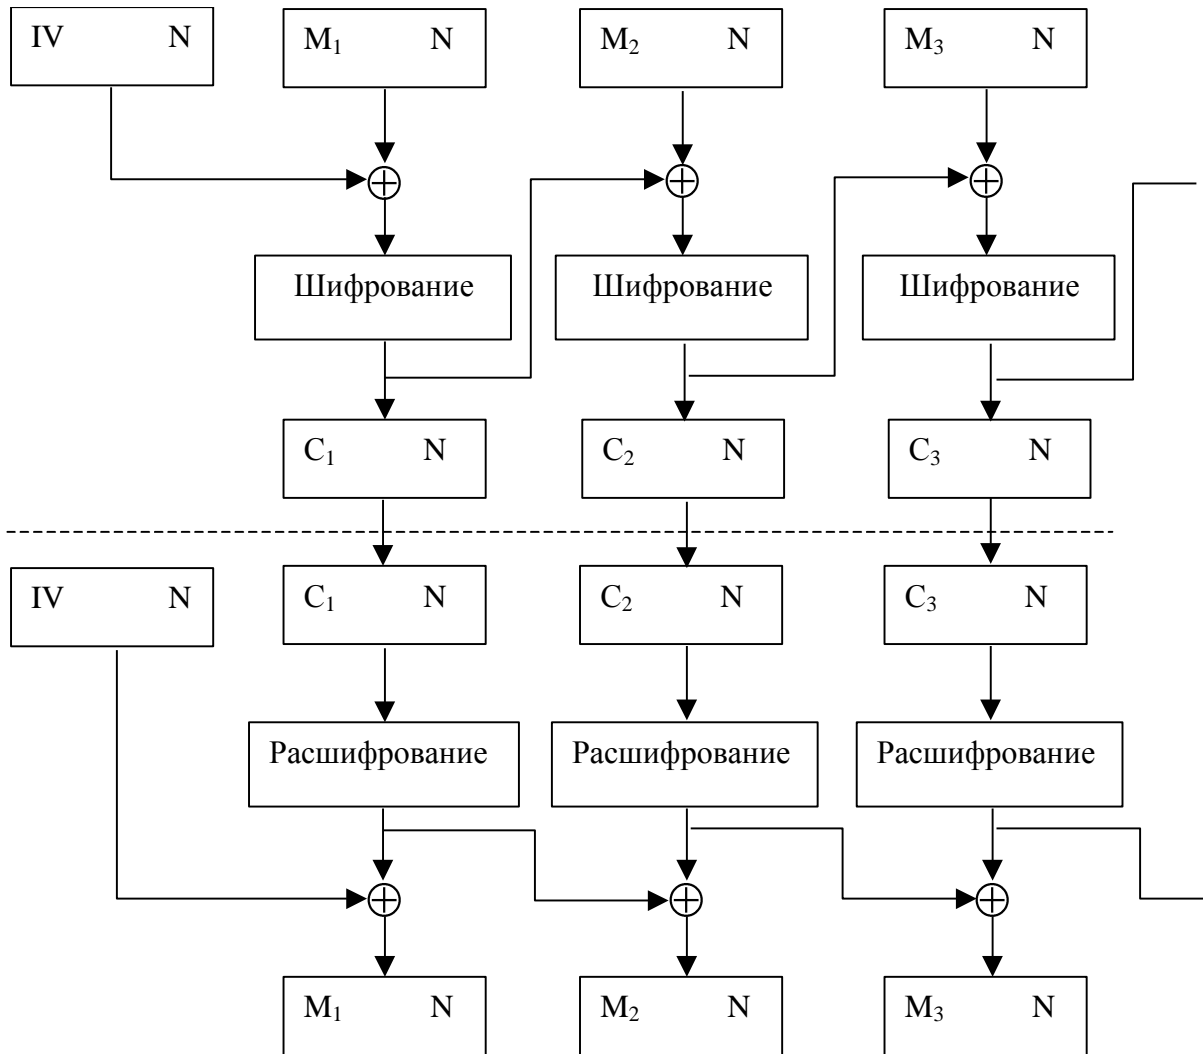 IV N M₁ N M₂ N M₃ N
Шифрование Шифрование Шифрование
C₁ N C₂ N C₃ N
IV N C₁ N C₂ N C₃ N
Расшифрование Расшифрование Расшифрование
M₁ N M₂ N M₃ N